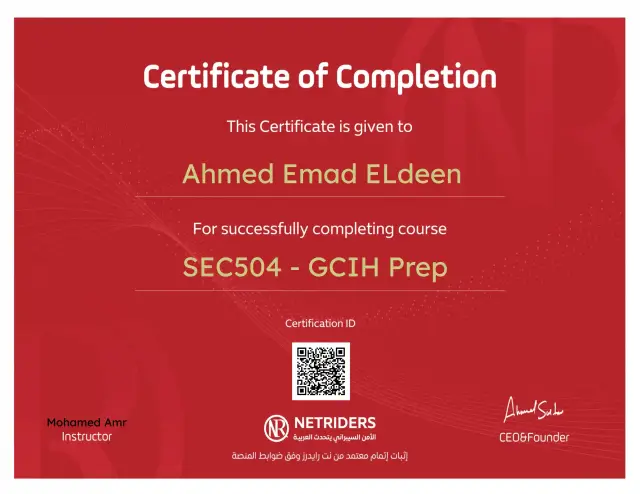 Certificate of Completion
This Certificate is given to
Ahmed Emad ELdeen
For successfully completing course
SEC504 - GCIH Prep
Certification ID
Mohamed Amr
Instructor
NR NETRIDERS
الأمن السيبراني يتحدث العربية
CEO&Founder
إثبات إتمام معتمد من نت رايدرز وفق ضوابط المنصة